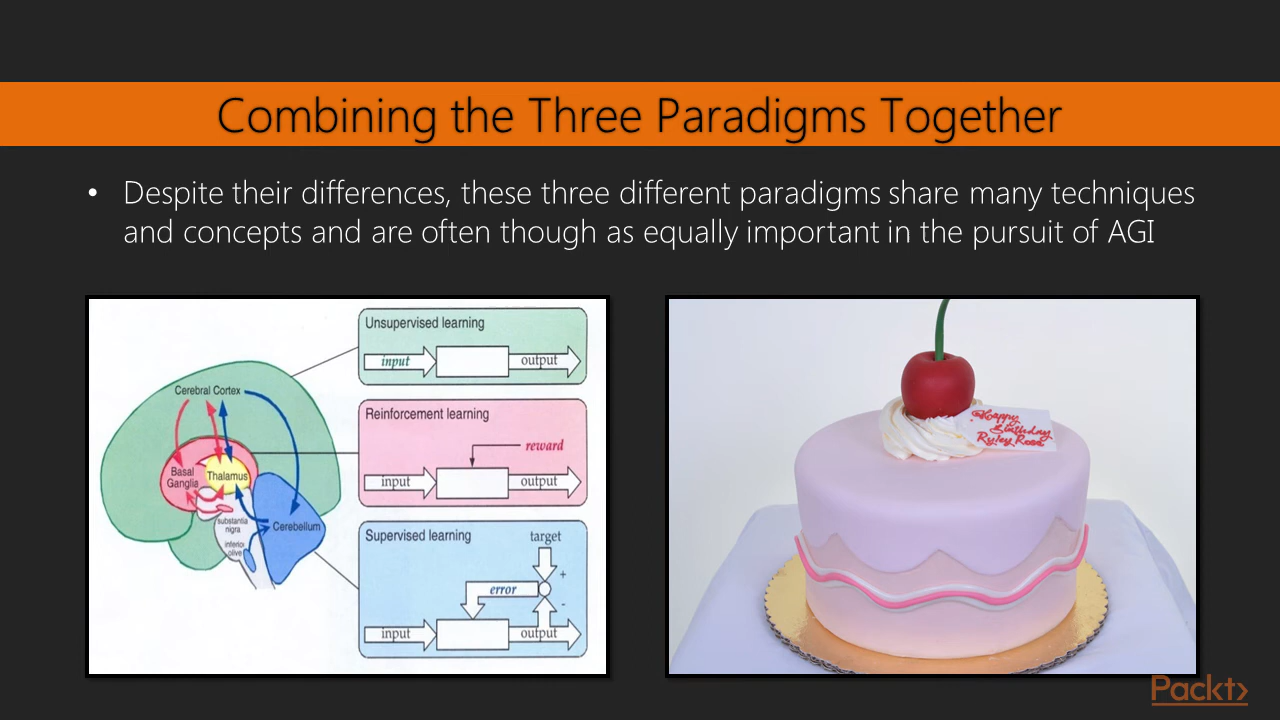 Combining the Three Paradigms Together
• Despite their differences, these three different paradigms share many techniques
and concepts and are often though as equally important in the pursuit of AGI
Unsupervised learning
input
output
Cerebral Cortex
Reinforcement learning
reward
Basal
Ganglia
Thalamus
input
output
substantia
nigra
inferior
olive
Cerebellum
Supervised learning
target
+
error
-
input
output
Happy
Birthday
Ryley Rose
Packt>